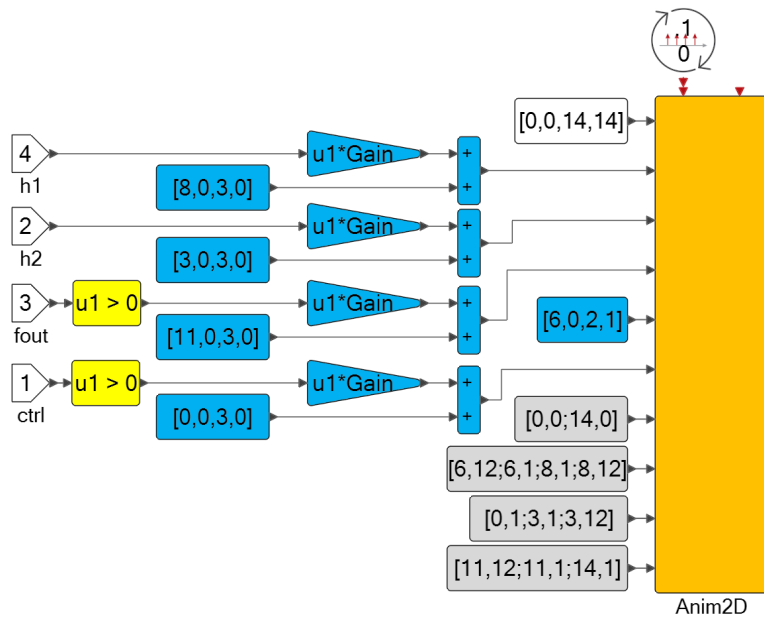 .1
0
[0,0,14,14]
4
u1*Gain
+
+
h1
[8,0,3,0]
2
u1*Gain
+
+
h2
[3,0,3,0]
3
u1 > 0
u1*Gain
+
+
fout
[11,0,3,0]
[6,0,2,1]
1
u1 > 0
u1*Gain
+
+
ctrl
[0,0,3,0]
[0,0;14,0]
[6,12;6,1;8,1;8,12]
[0,1;3,1;3,12]
[11,12;11,1;14,1]
Anim2D